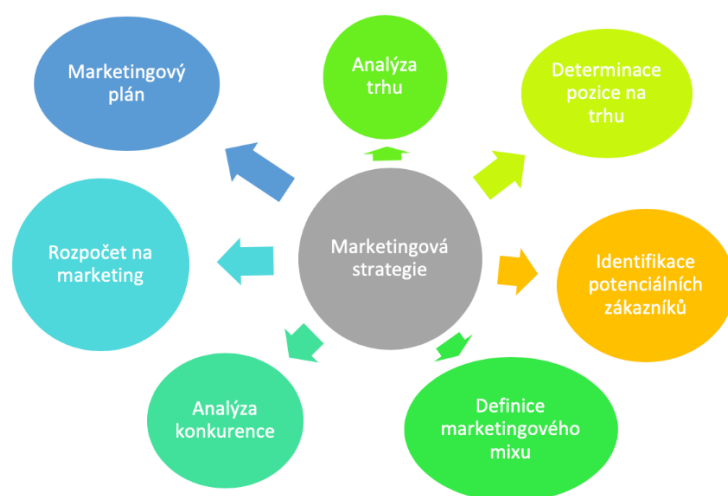 Marketingový
plán
Analýza
trhu
Determinace
pozice na
trhu
Rozpočet na
marketing
Marketingová
strategie
Identifikace
potenciálních
zákazníků
Analýza
konkurence
Definice
marketingového
mixu